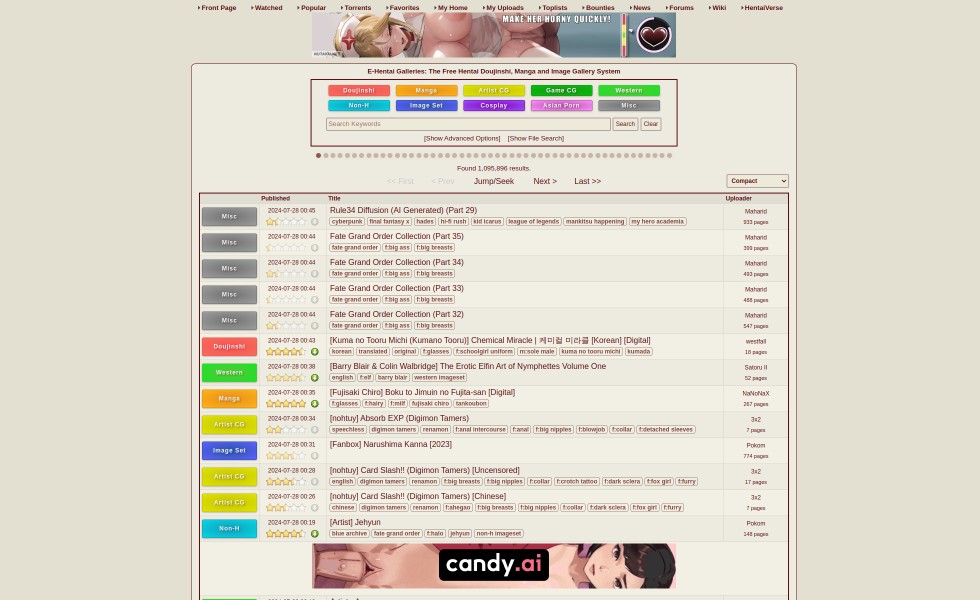 Front Page Watched Popular Torrents Favorites My Home My Uploads Toplists Bounties News Forums Wiki HentaiVerse
MAKE HER HORNY QUICKLY!
E-Hentai Galleries: The Free Hentai Doujinshi, Manga and Image Gallery System
Doujinshi Manga Artist CG Game CG Western
Non-H Image Set Cosplay Asian Porn Misc
Search Keywords Search Clear
[Show Advanced Options] [Show File Search]
Found 1,095,896 results.
<< First < Prev Jump/Seek Next > Last >> Compact
Published Title Uploader
Misc 2024-07-28 00:45 Rule34 Diffusion (AI Generated) (Part 29) Maharid
cyberpunk final fantasy x hades hi-fi rush kid icarus league of legends mankitsu happening my hero academia 933 pages
Misc 2024-07-28 00:44 Fate Grand Order Collection (Part 35) Maharid
fate grand order f:big ass f:big breasts 399 pages
Misc 2024-07-28 00:44 Fate Grand Order Collection (Part 34) Maharid
fate grand order f:big ass f:big breasts 493 pages
Misc 2024-07-28 00:44 Fate Grand Order Collection (Part 33) Maharid
fate grand order f:big ass f:big breasts 488 pages
Misc 2024-07-28 00:44 Fate Grand Order Collection (Part 32) Maharid
fate grand order f:big ass f:big breasts 547 pages
Doujinshi 2024-07-28 00:43 [Kuma no Tooru Michi (Kumano Tooru)] Chemical Miracle | 케미컬 미라클 [Korean] [Digital] westfall
korean translated original f:glasses f:schoolgirl uniform m:sole male kuma no tooru michi kumada 18 pages
Western 2024-07-28 00:38 [Barry Blair & Colin Walbridge] The Erotic Elfin Art of Nymphettes Volume One Satoru II
english f:elf barry blair western imageset 52 pages
Manga 2024-07-28 00:35 [Fujisaki Chiro] Boku to Jimuin no Fujita-san [Digital] NaNoNaX
f:glasses f:hairy f:milf fujisaki chiro tankoubon 267 pages
Artist CG 2024-07-28 00:34 [nohtuy] Absorb EXP (Digimon Tamers) 3x2
speechless digimon tamers renamon f:anal intercourse f:anal f:big nipples f:blowjob f:collar f:detached sleeves 7 pages
Image Set 2024-07-28 00:31 [Fanbox] Narushima Kanna [2023] Pokom
774 pages
Artist CG 2024-07-28 00:28 [nohtuy] Card Slash!! (Digimon Tamers) [Uncensored] 3x2
english digimon tamers renamon f:big breasts f:big nipples f:collar f:crotch tattoo f:dark sclera f:fox girl f:furry 17 pages
Artist CG 2024-07-28 00:26 [nohtuy] Card Slash!! (Digimon Tamers) [Chinese] 3x2
chinese digimon tamers renamon f:ahegao f:big breasts f:big nipples f:collar f:dark sclera f:fox girl f:furry 7 pages
Non-H 2024-07-28 00:19 [Artist] Jehyun Pokom
blue archive fate grand order f:halo jehyun non-h imageset 148 pages
candy.ai